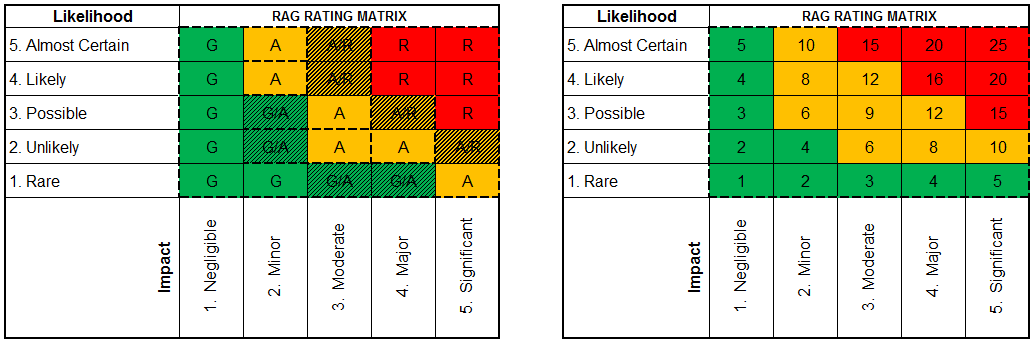 Likelihood RAG RATING MATRIX
5. Almost Certain G A A/R R R
4. Likely G A A/R R R
3. Possible G G/A A A/R R
2. Unlikely G G/A A A A/R
1. Rare G G G/A G/A A
Impact
1. Negligible
2. Minor
3. Moderate
4. Major
5. Significant
Likelihood RAG RATING MATRIX
5. Almost Certain 5 10 15 20 25
4. Likely 4 8 12 16 20
3. Possible 3 6 9 12 15
2. Unlikely 2 4 6 8 10
1. Rare 1 2 3 4 5
Impact
1. Negligible
2. Minor
3. Moderate
4. Major
5. Significant